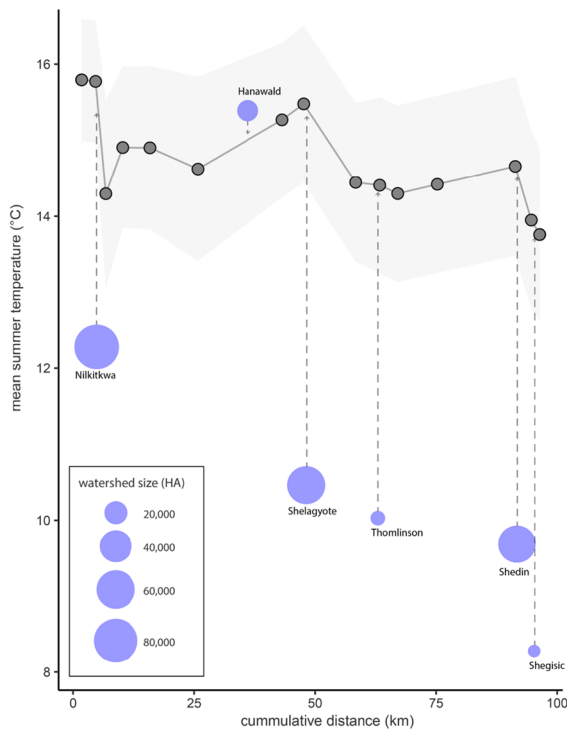 16
14
12
10
8
mean summer temperature (°C)
Hanawald
Nilkitkwa
Shelagyote
Thomlinson
Shedin
Shegisic
watershed size (HA)
20,000
40,000
60,000
80,000
0
25
50
75
100
cummulative distance (km)